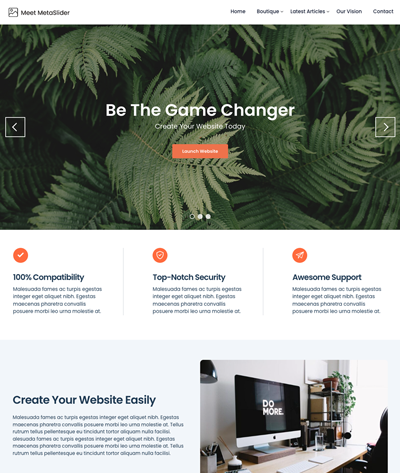 Meet MetaSlider
Home Boutique Latest Articles Our Vision Contact
Be The Game Changer
Create Your Website Today
Launch Website
100% Compatibility
Malesuada fames ac turpis egestas
integer eget aliquet nibh. Egestas
maecenas pharetra convallis
posuere morbi leo urna molestie at.
Top-Notch Security
Malesuada fames ac turpis egestas
integer eget aliquet nibh. Egestas
maecenas pharetra convallis
posuere morbi leo urna molestie at.
Awesome Support
Malesuada fames ac turpis egestas
integer eget aliquet nibh. Egestas
maecenas pharetra convallis
posuere morbi leo urna molestie at.
Create Your Website Easily
Malesuada fames ac turpis egestas integer eget aliquet nibh. Egestas
maecenas pharetra convallis posuere morbi leo urna molestie at. Tellus
rutrum tellus pellentesque eu tincidunt tortor aliquam nulla facilisi.
alesuada fames ac turpis egestas integer eget aliquet nibh. Egestas
maecenas pharetra convallis posuere morbi leo urna molestie at. Tellus
rutrum tellus pellentesque eu tincidunt tortor aliquam nulla facilisi.
DO
MORE.